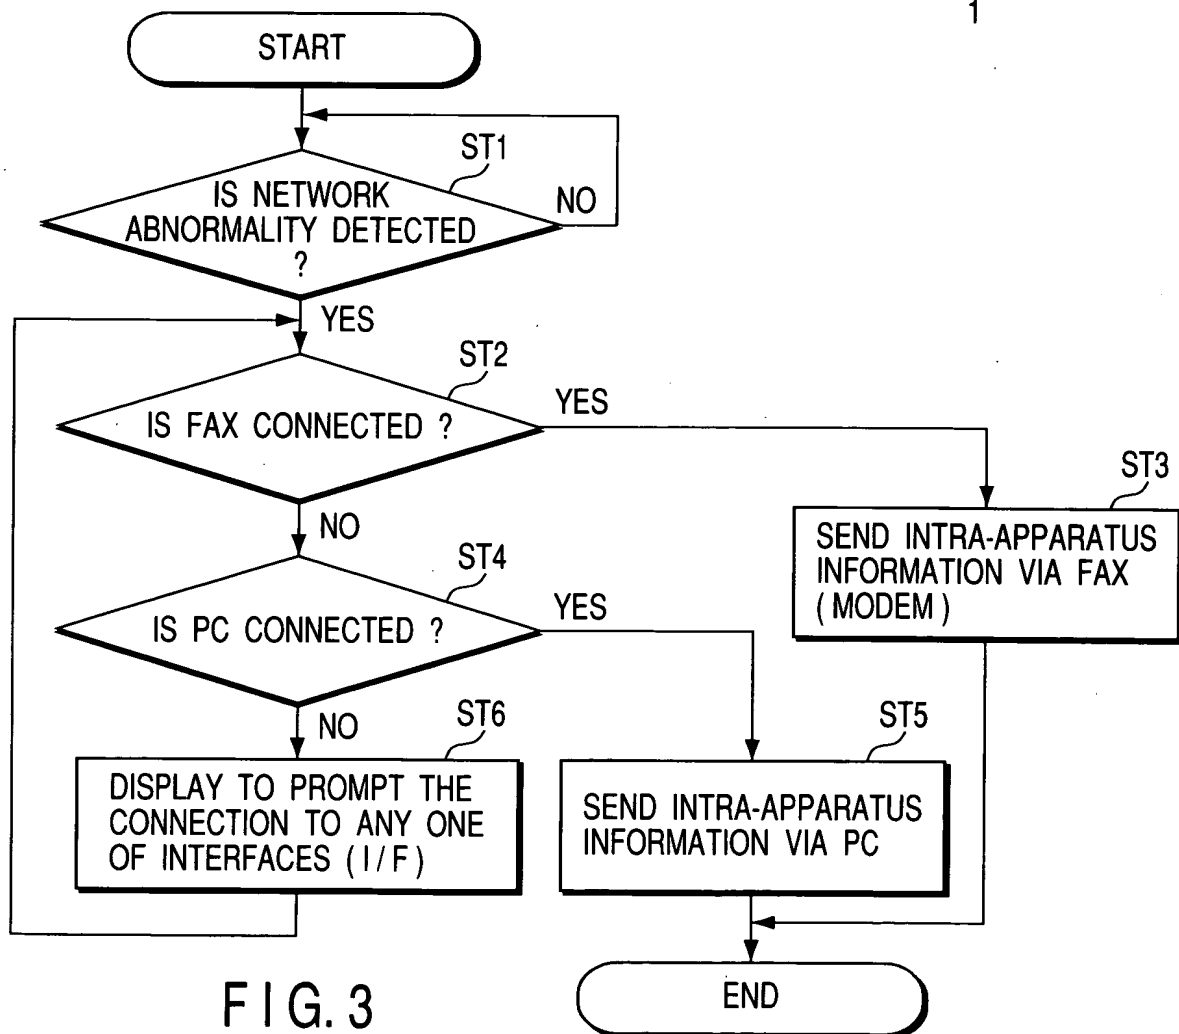 1
START
ST1
IS NETWORK
ABNORMALITY DETECTED
?
NO
YES
ST2
IS FAX CONNECTED ?
YES
ST3
SEND INTRA-APPARATUS
INFORMATION VIA FAX
(MODEM)
NO
ST4
IS PC CONNECTED ?
YES
NO
ST6
DISPLAY TO PROMPT THE
CONNECTION TO ANY ONE
OF INTERFACES (I/F)
ST5
SEND INTRA-APPARATUS
INFORMATION VIA PC
END
FIG. 3